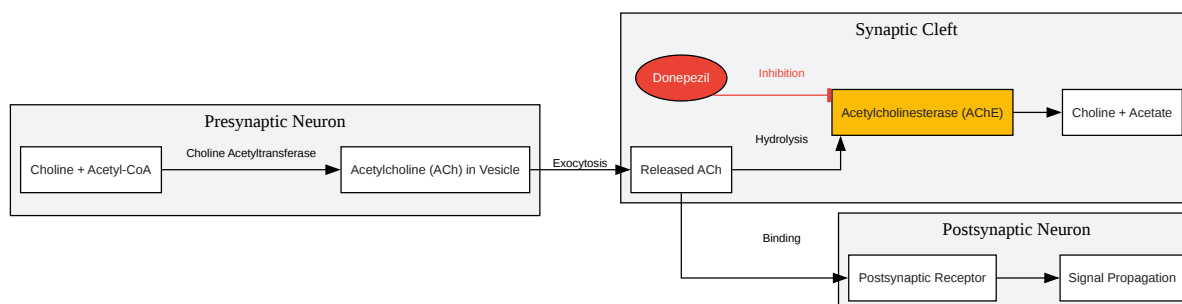 Synaptic Cleft
Donepezil
Inhibition
Acetylcholinesterase (AChE)
Choline + Acetate
Presynaptic Neuron
Choline + Acetyl-CoA
Choline Acetyltransferase
Acetylcholine (ACh) in Vesicle
Exocytosis
Released ACh
Hydrolysis
Binding
Postsynaptic Neuron
Postsynaptic Receptor
Signal Propagation